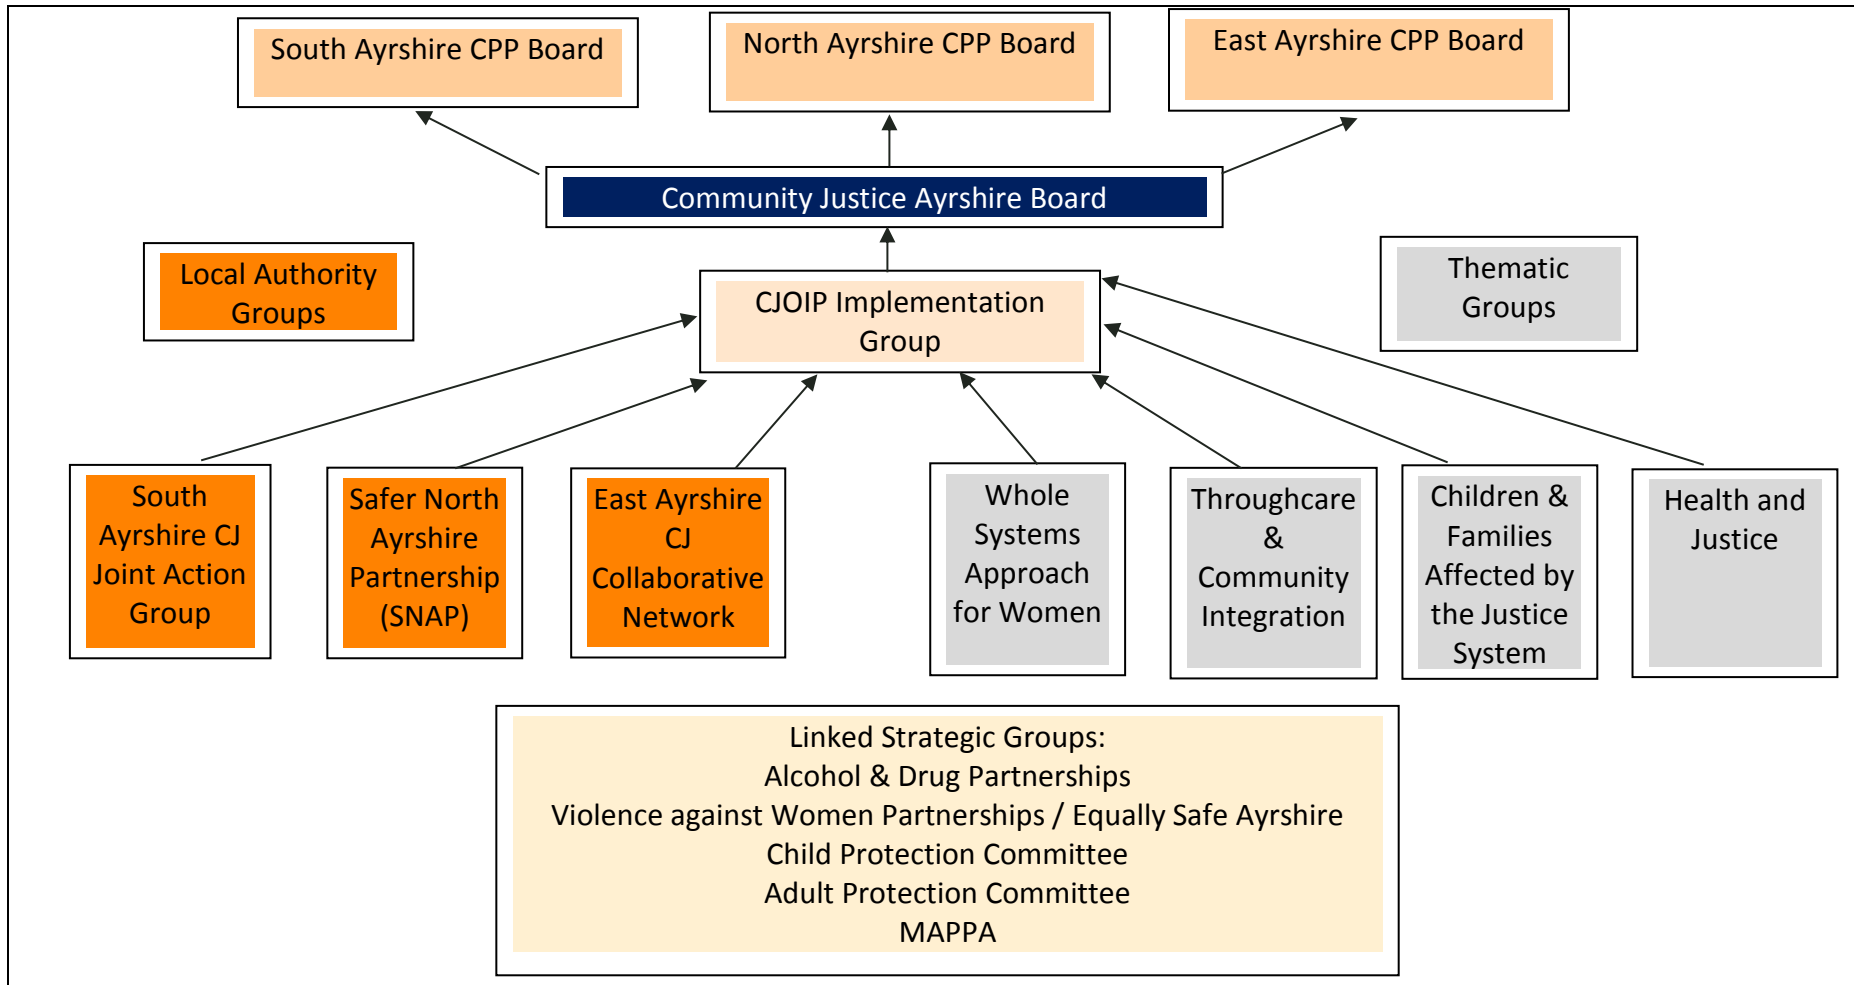 South Ayrshire CPP Board
North Ayrshire CPP Board
East Ayrshire CPP Board
Community Justice Ayrshire Board
Local Authority
Groups
CJOIP Implementation
Group
Thematic
Groups
South
Ayrshire CJ
Joint Action
Group
Safer North
Ayrshire
Partnership
(SNAP)
East Ayrshire
CJ
Collaborative
Network
Whole
Systems
Approach
for Women
Throughcare
&
Community
Integration
Children &
Families
Affected by
the Justice
System
Health and
Justice
Linked Strategic Groups:
Alcohol & Drug Partnerships
Violence against Women Partnerships / Equally Safe Ayrshire
Child Protection Committee
Adult Protection Committee
MAPPA